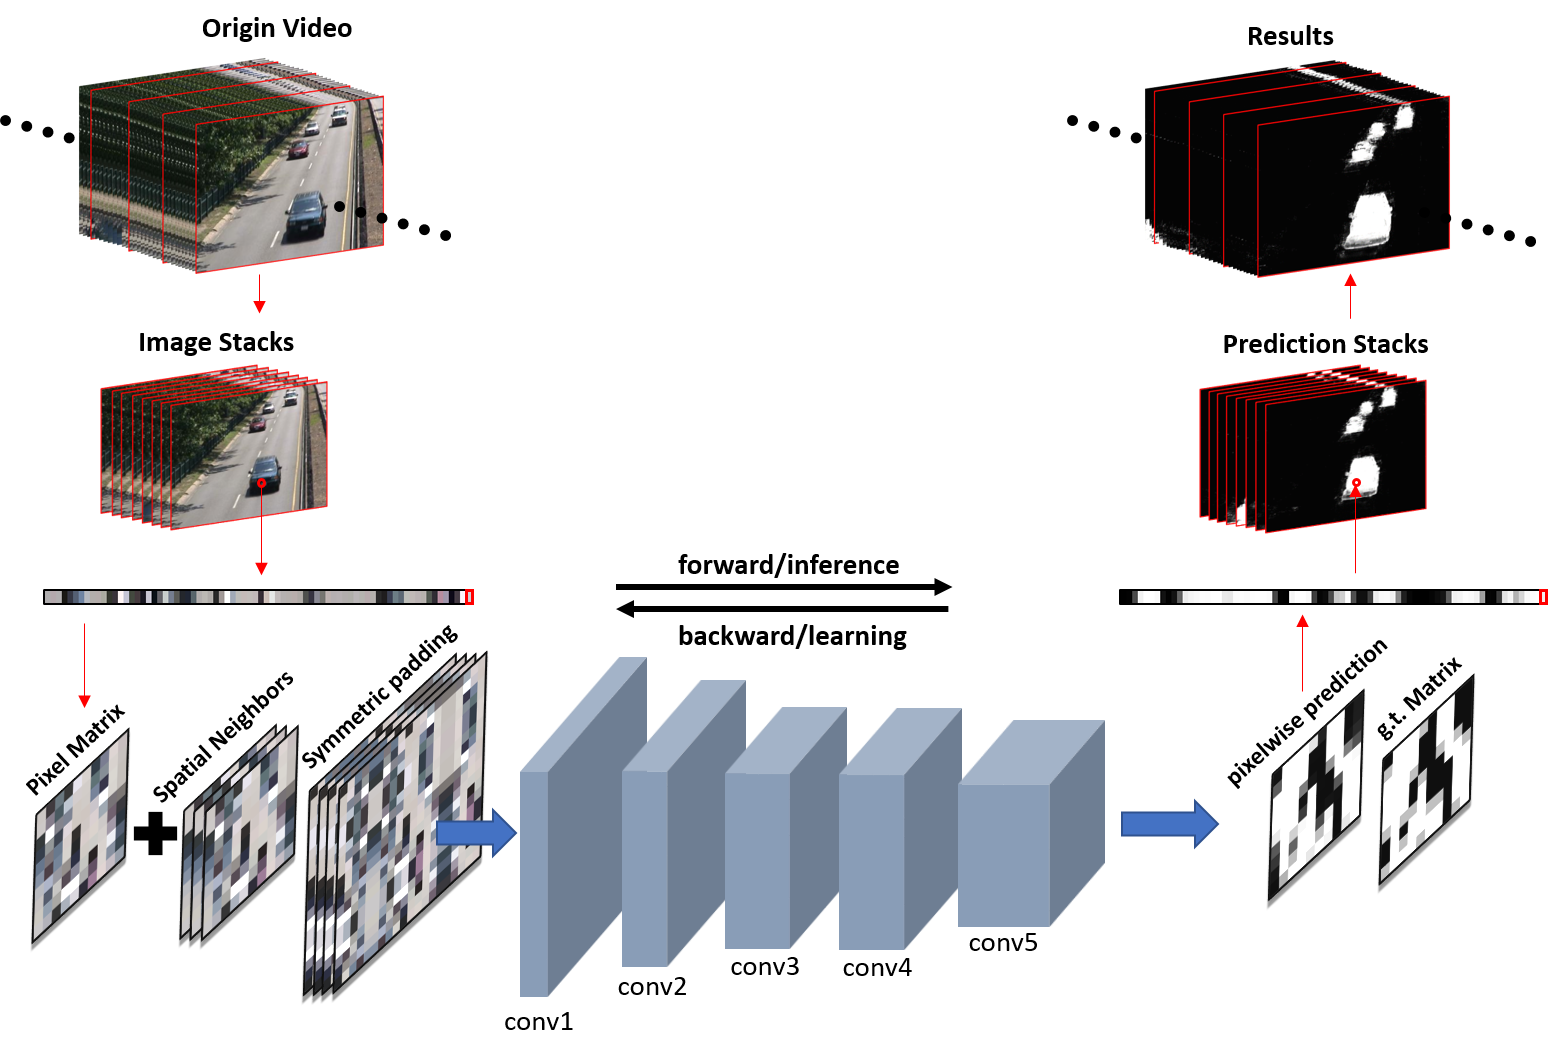 Origin Video
Results
Image Stacks
Prediction Stacks
forward/inference
backward/learning
Pixel Matrix
Spatial Neighbors
Symmetric padding
pixelwise prediction
g.t. Matrix
conv1
conv2
conv3
conv4
conv5